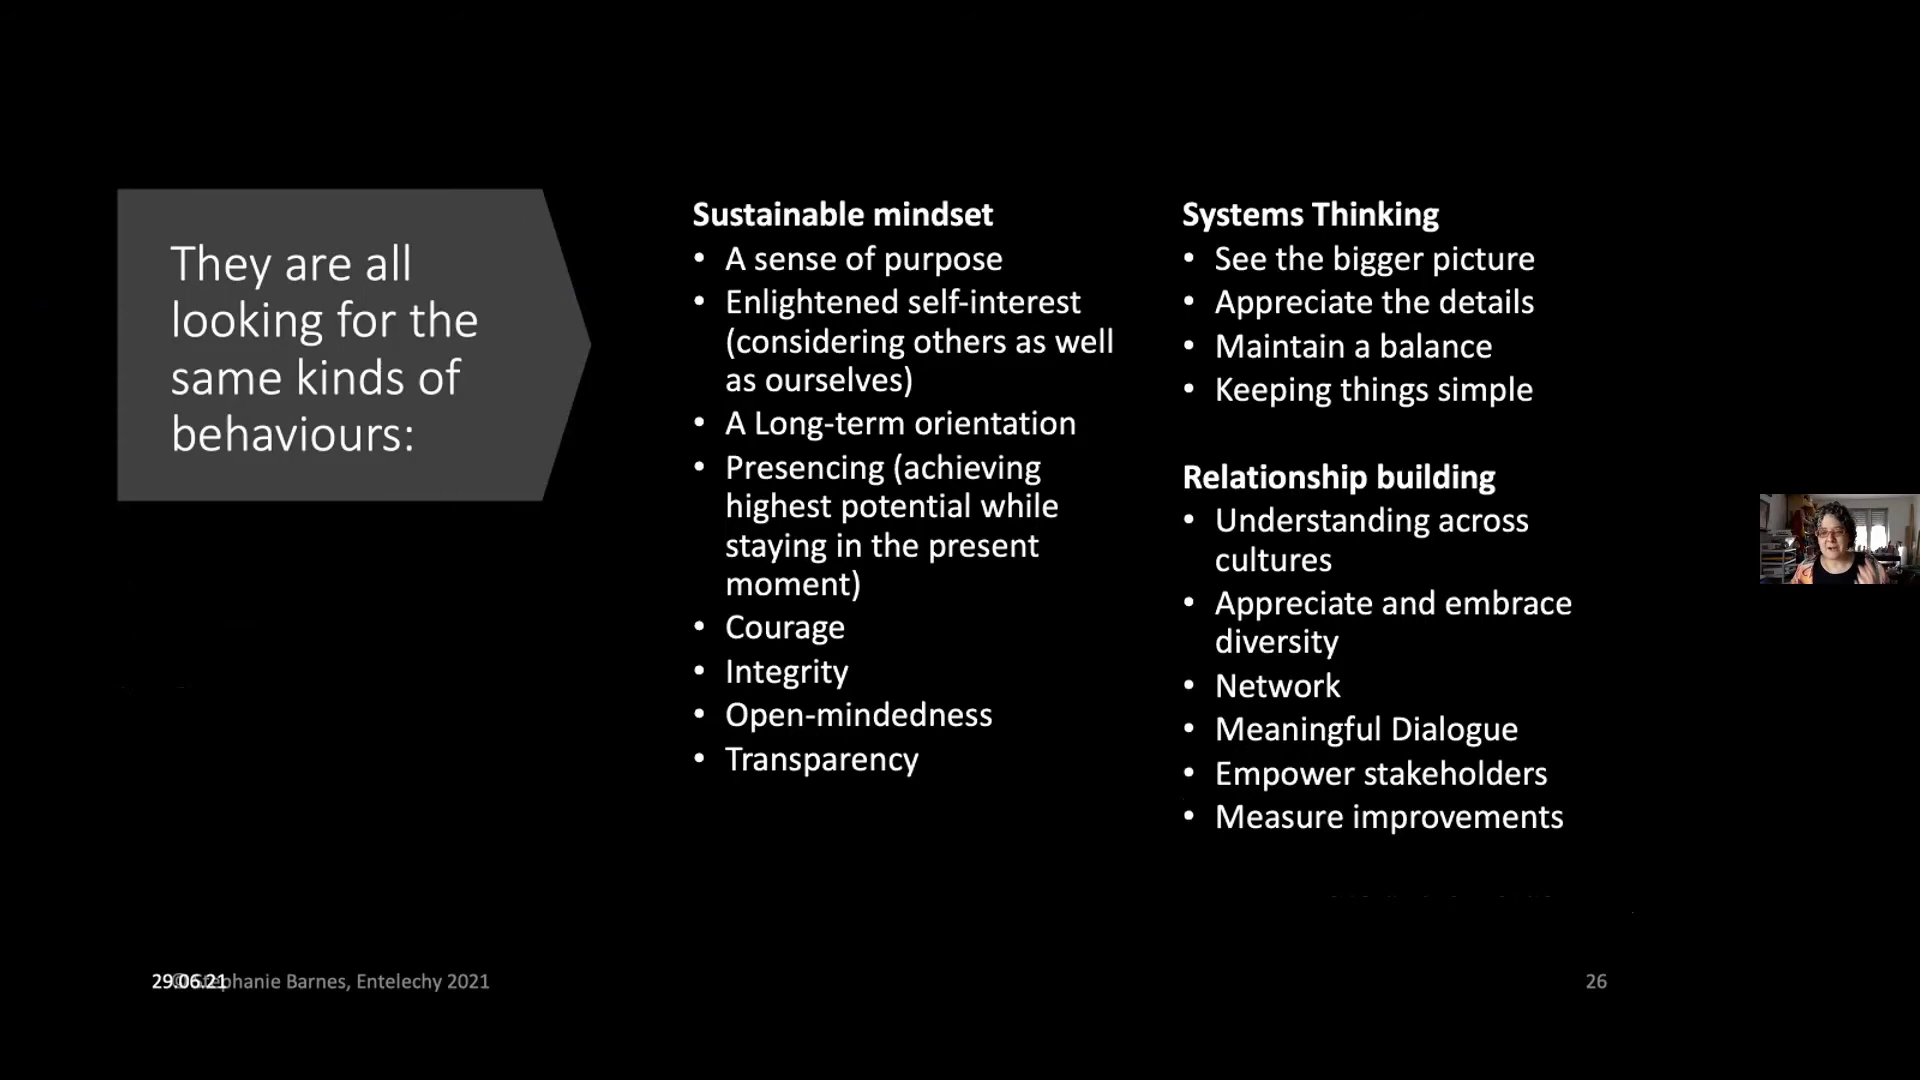 They are all
looking for the
same kinds of
behaviours:
Sustainable mindset
• A sense of purpose
• Enlightened self-interest
(considering others as well
as ourselves)
• A Long-term orientation
• Presencing (achieving
highest potential while
staying in the present
moment)
• Courage
• Integrity
• Open-mindedness
• Transparency
Systems Thinking
• See the bigger picture
• Appreciate the details
• Maintain a balance
• Keeping things simple
Relationship building
• Understanding across
cultures
• Appreciate and embrace
diversity
• Network
• Meaningful Dialogue
• Empower stakeholders
• Measure improvements
29.06.21
© Stephanie Barnes, Entelechy 2021
26